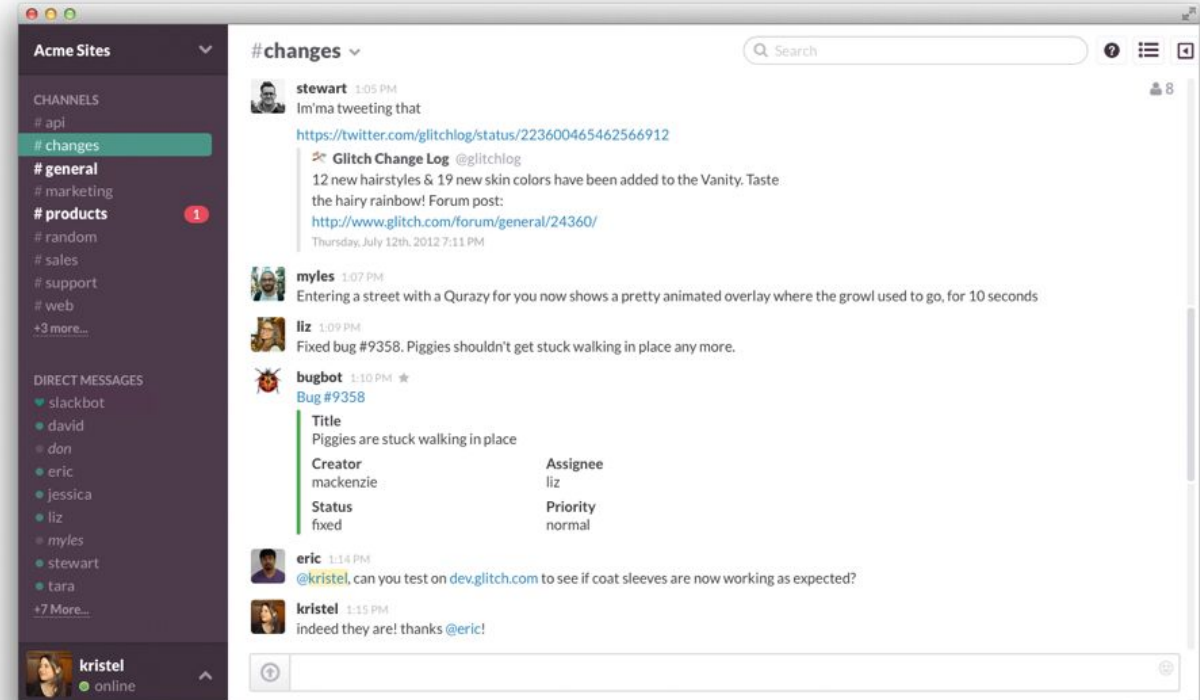 Acme Sites
CHANNELS
# api
# changes
# general
# marketing
# products 1
# random
# sales
# support
# web
+3 more...
DIRECT MESSAGES
slackbot
david
don
eric
jessica
liz
myles
stewart
tara
+7 More...
kristel
online
#changes
Search
8
stewart 1:05 PM
Im'ma tweeting that
https://twitter.com/glitchlog/status/223600465462566912
Glitch Change Log @glitchlog
12 new hairstyles & 19 new skin colors have been added to the Vanity. Taste
the hairy rainbow! Forum post:
http://www.glitch.com/forum/general/24360/
Thursday, July 12th, 2012 7:11 PM
myles 1:07 PM
Entering a street with a Qurazy for you now shows a pretty animated overlay where the growl used to go, for 10 seconds
liz 1:09 PM
Fixed bug #9358. Piggies shouldn't get stuck walking in place any more.
bugbot 1:10 PM
Bug #9358
Title
Piggies are stuck walking in place
Creator Assignee
mackenzie liz
Status Priority
fixed normal
eric 1:14 PM
@kristel, can you test on dev.glitch.com to see if coat sleeves are now working as expected?
kristel 1:15 PM
indeed they are! thanks @eric!